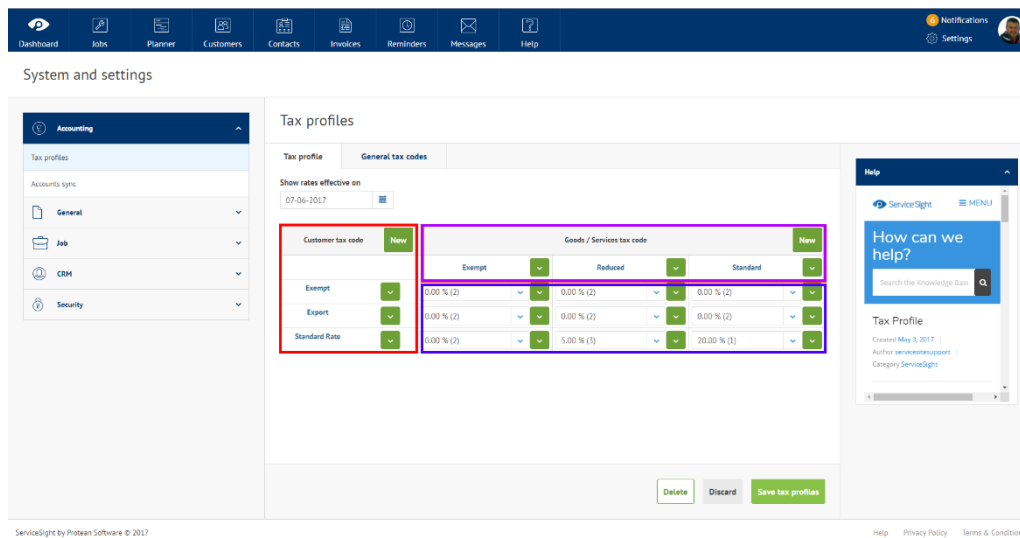 Dashboard Jobs Planner Customers Contacts Invoices Reminders Messages Help
6 Notifications
Settings
System and settings
Accounting
Tax profiles
Accounts sync
General
Job
CRM
Security
Tax profiles
Tax profile General tax codes
Show rates effective on
07-06-2017
Customer tax code New Goods / Services tax code New
Exempt Reduced Standard
Exempt 0.00 % (2) 0.00 % (2) 0.00 % (2)
Export 0.00 % (2) 0.00 % (2) 0.00 % (2)
Standard Rate 0.00 % (2) 5.00 % (3) 20.00 % (1)
Delete Discard Save tax profiles
Help
ServiceSight MENU
How can we
help?
Search the Knowledge Base
Tax Profile
Created May 3, 2017
Author servicesitesupport
Category ServiceSight
ServiceSight by Protean Software © 2017
Help Privacy Policy Terms & Condition